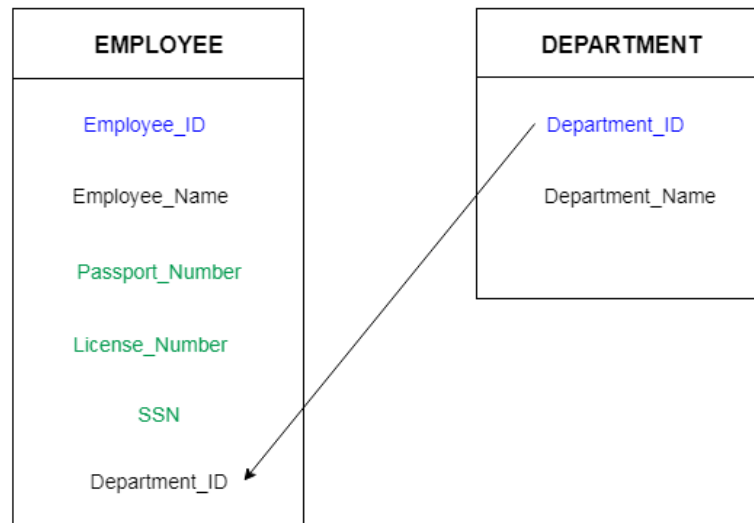 EMPLOYEE
Employee_ID
Employee_Name
Passport_Number
License_Number
SSN
Department_ID
DEPARTMENT
Department_ID
Department_Name